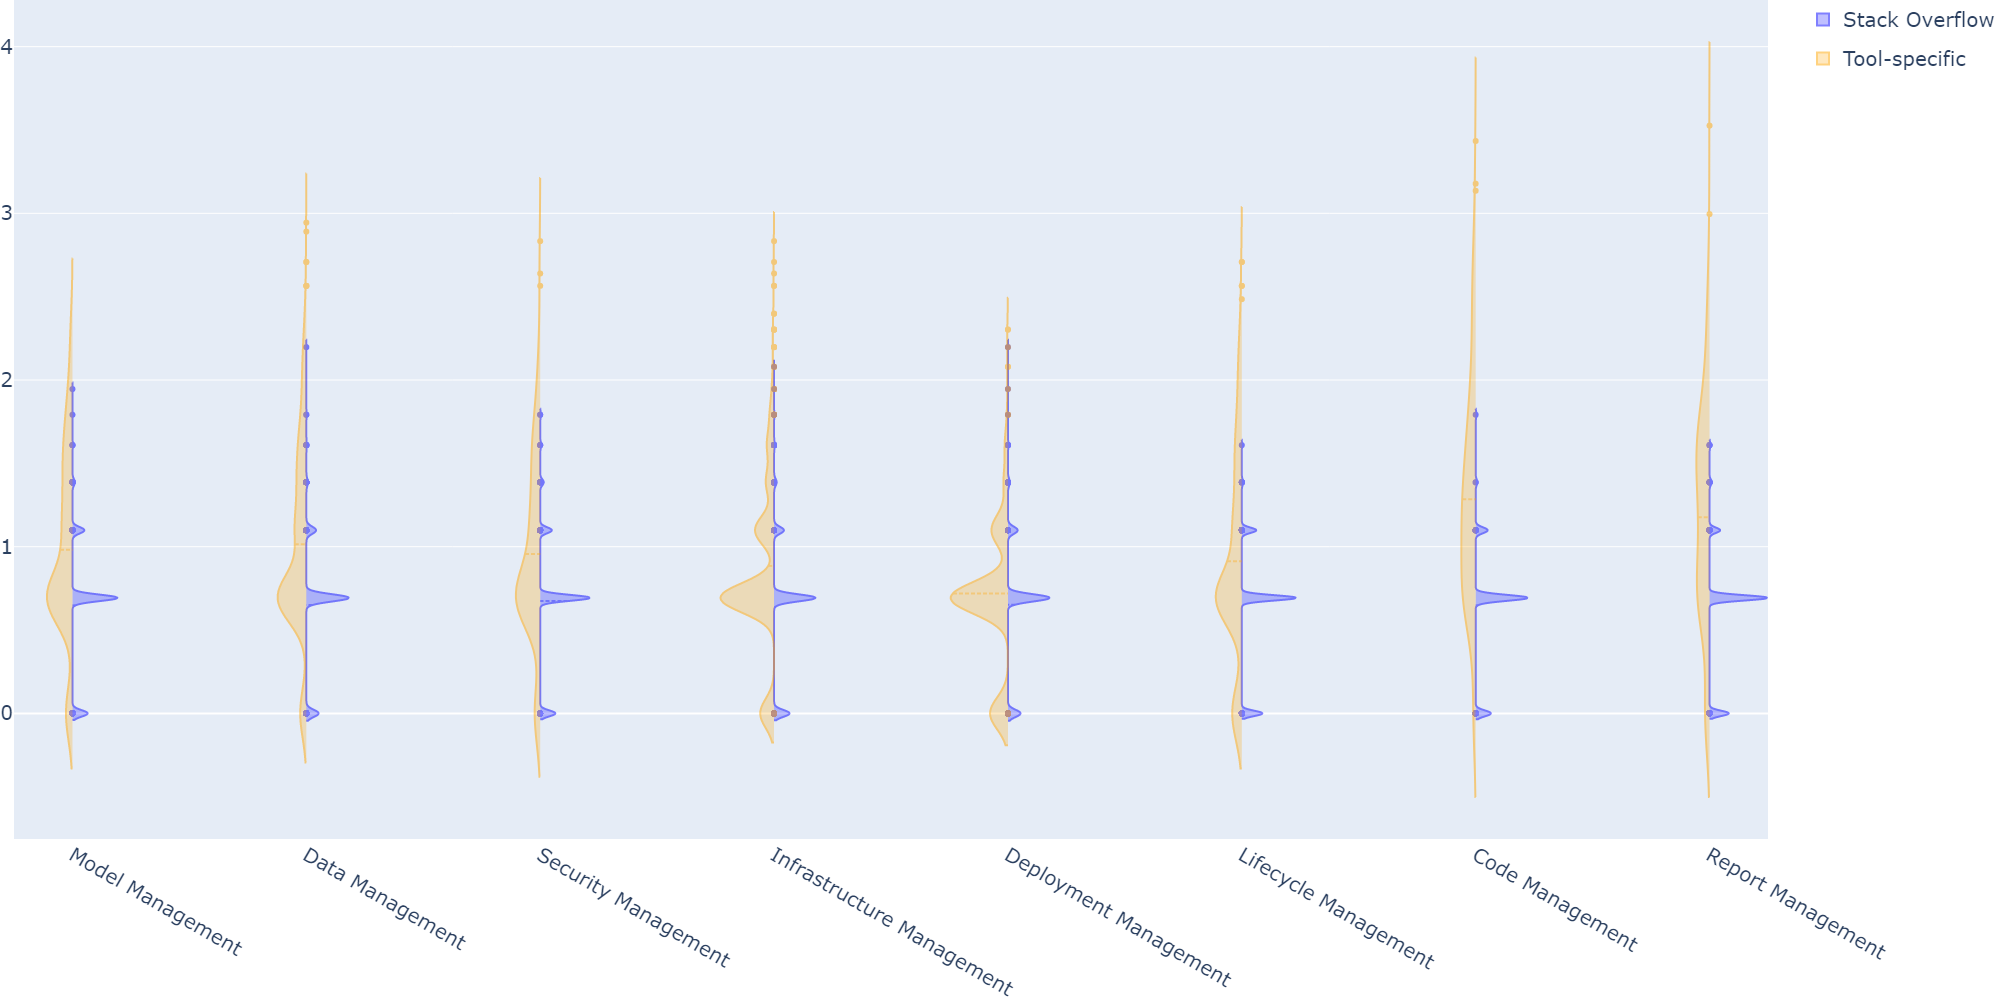 Stack Overflow
Tool-specific
4
3
2
1
0
Model Management
Data Management
Security Management
Infrastructure Management
Deployment Management
Lifecycle Management
Code Management
Report Management